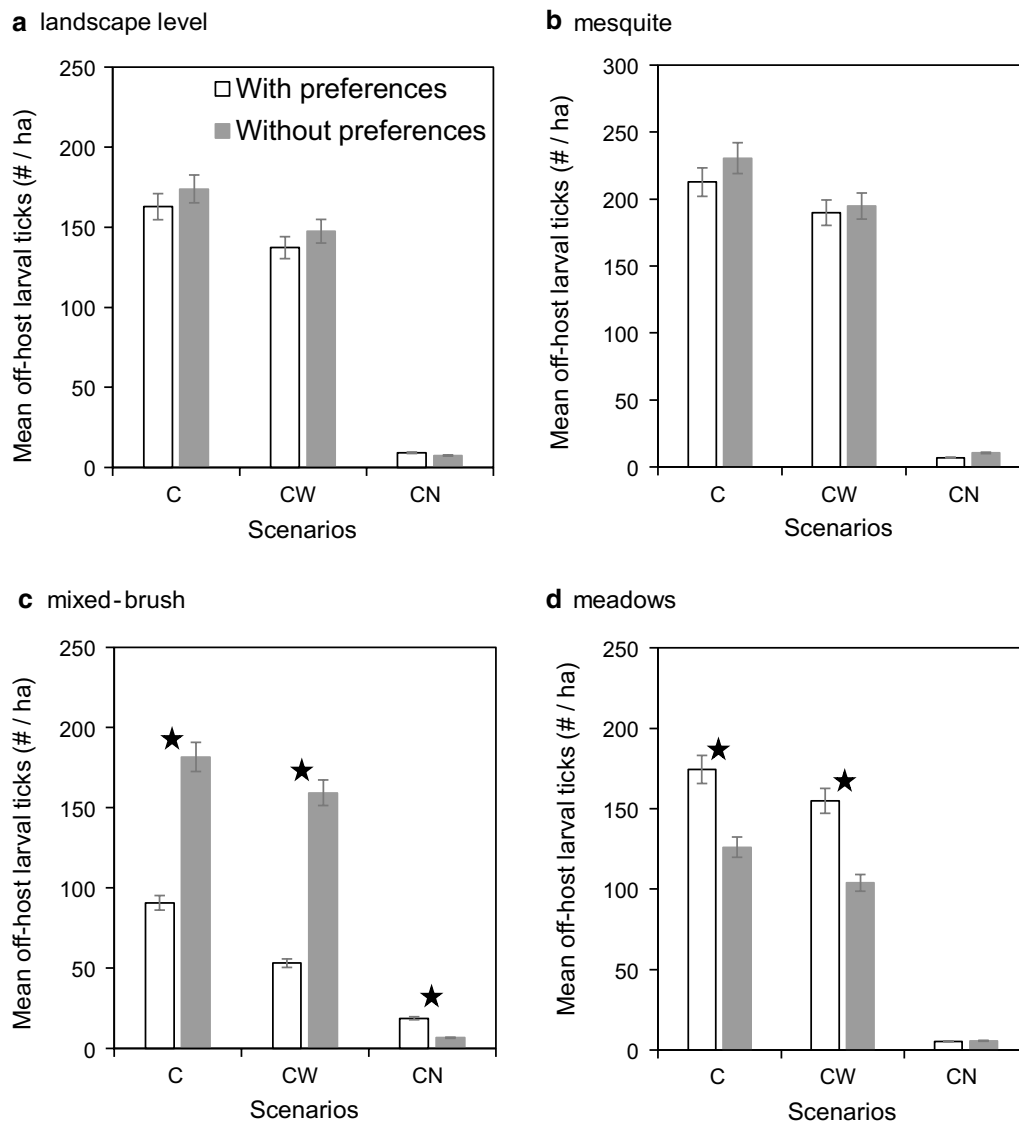 a landscape level
Mean off-host larval ticks (# / ha)
250
200
150
100
50
0
With preferences
Without preferences
C CW CN
Scenarios
b mesquite
Mean off-host larval ticks (# / ha)
300
250
200
150
100
50
0
C CW CN
Scenarios
c mixed-brush
Mean off-host larval ticks (# / ha)
250
200
150
100
50
0
C CW CN
Scenarios
d meadows
Mean off-host larval ticks (# / ha)
250
200
150
100
50
0
C CW CN
Scenarios